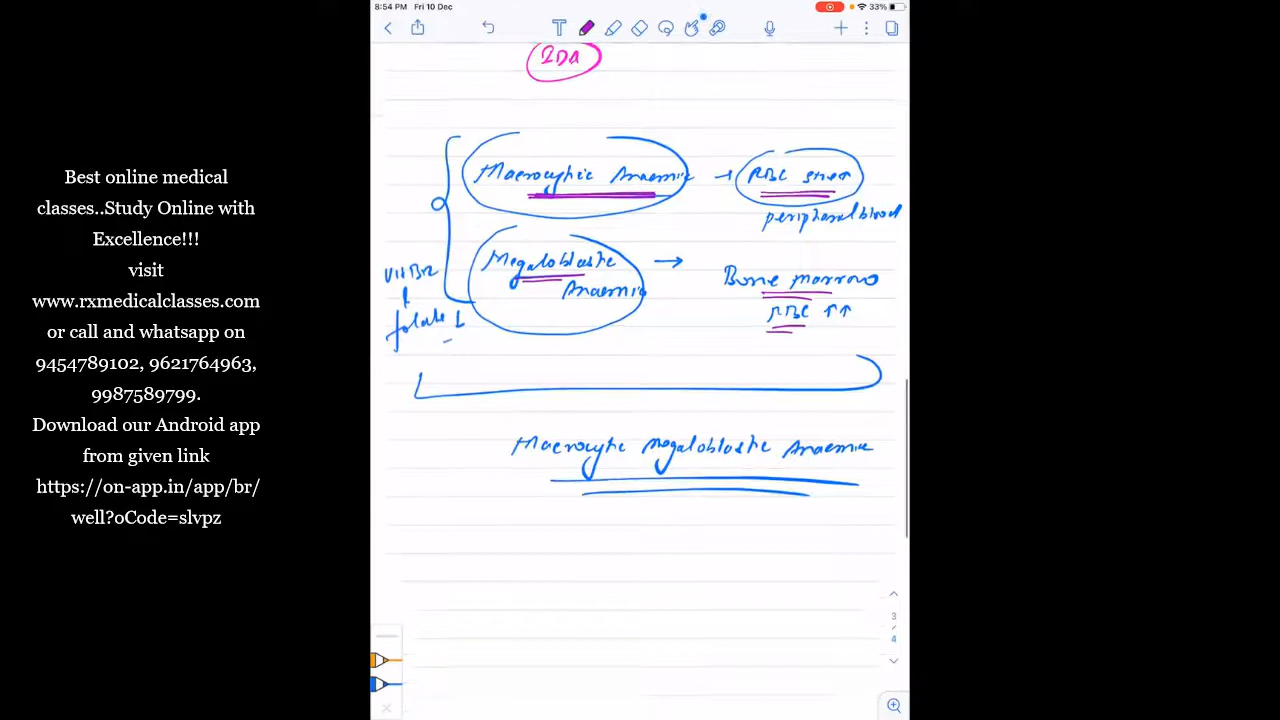 8:54 PM Fri 10 Dec
33%
IDA
Macrocytic Anaemia → RBC smear
peripheral blood
Megaloblastic Anaemia →
Bone marrow
RBC ↑↑
Vit B12
folate ↓
Macrocytic Megaloblastic Anaemia
Best online medical
classes..Study Online with
Excellence!!!
visit
www.rxmedicalclasses.com
or call and whatsapp on
9454789102, 9621764963,
9987589799.
Download our Android app
from given link
https://on-app.in/app/br/
well?oCode=slvpz
3
4